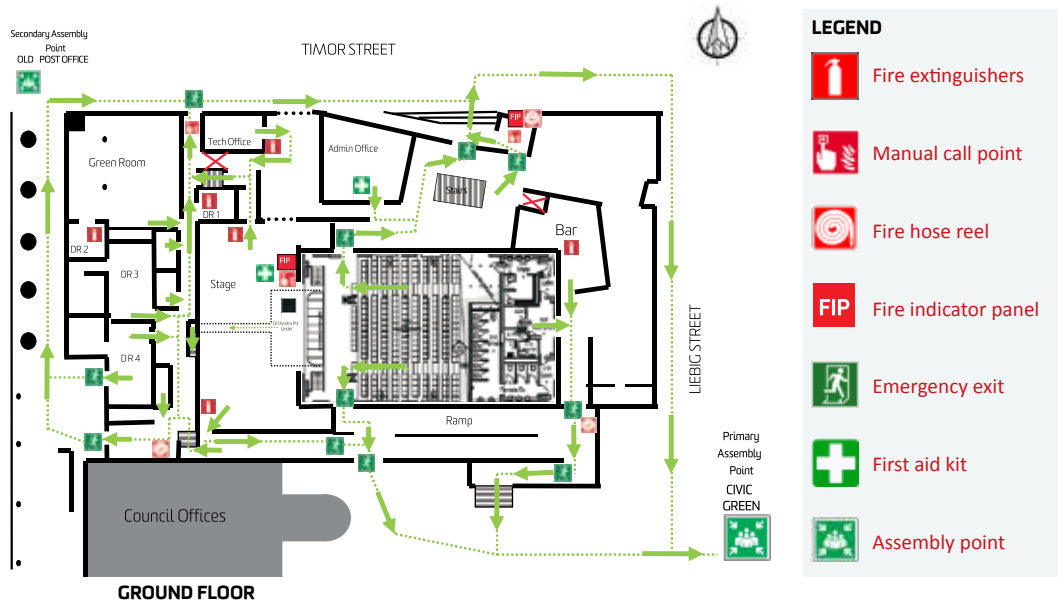 Secondary Assembly
Point
OLD POST OFFICE
TIMOR STREET
FIP
Tech Office
Green Room
Admin Office
Stairs
DR 1
Bar
DR 2
DR 3
FIP
Stage
Orchestra Pit
Under
DR 4
LIEBIG STREET
Ramp
Primary
Assembly
Point
CIVIC
GREEN
Council Offices
GROUND FLOOR
LEGEND
Fire extinguishers
Manual call point
Fire hose reel
FIP
Fire indicator panel
Emergency exit
First aid kit
Assembly point